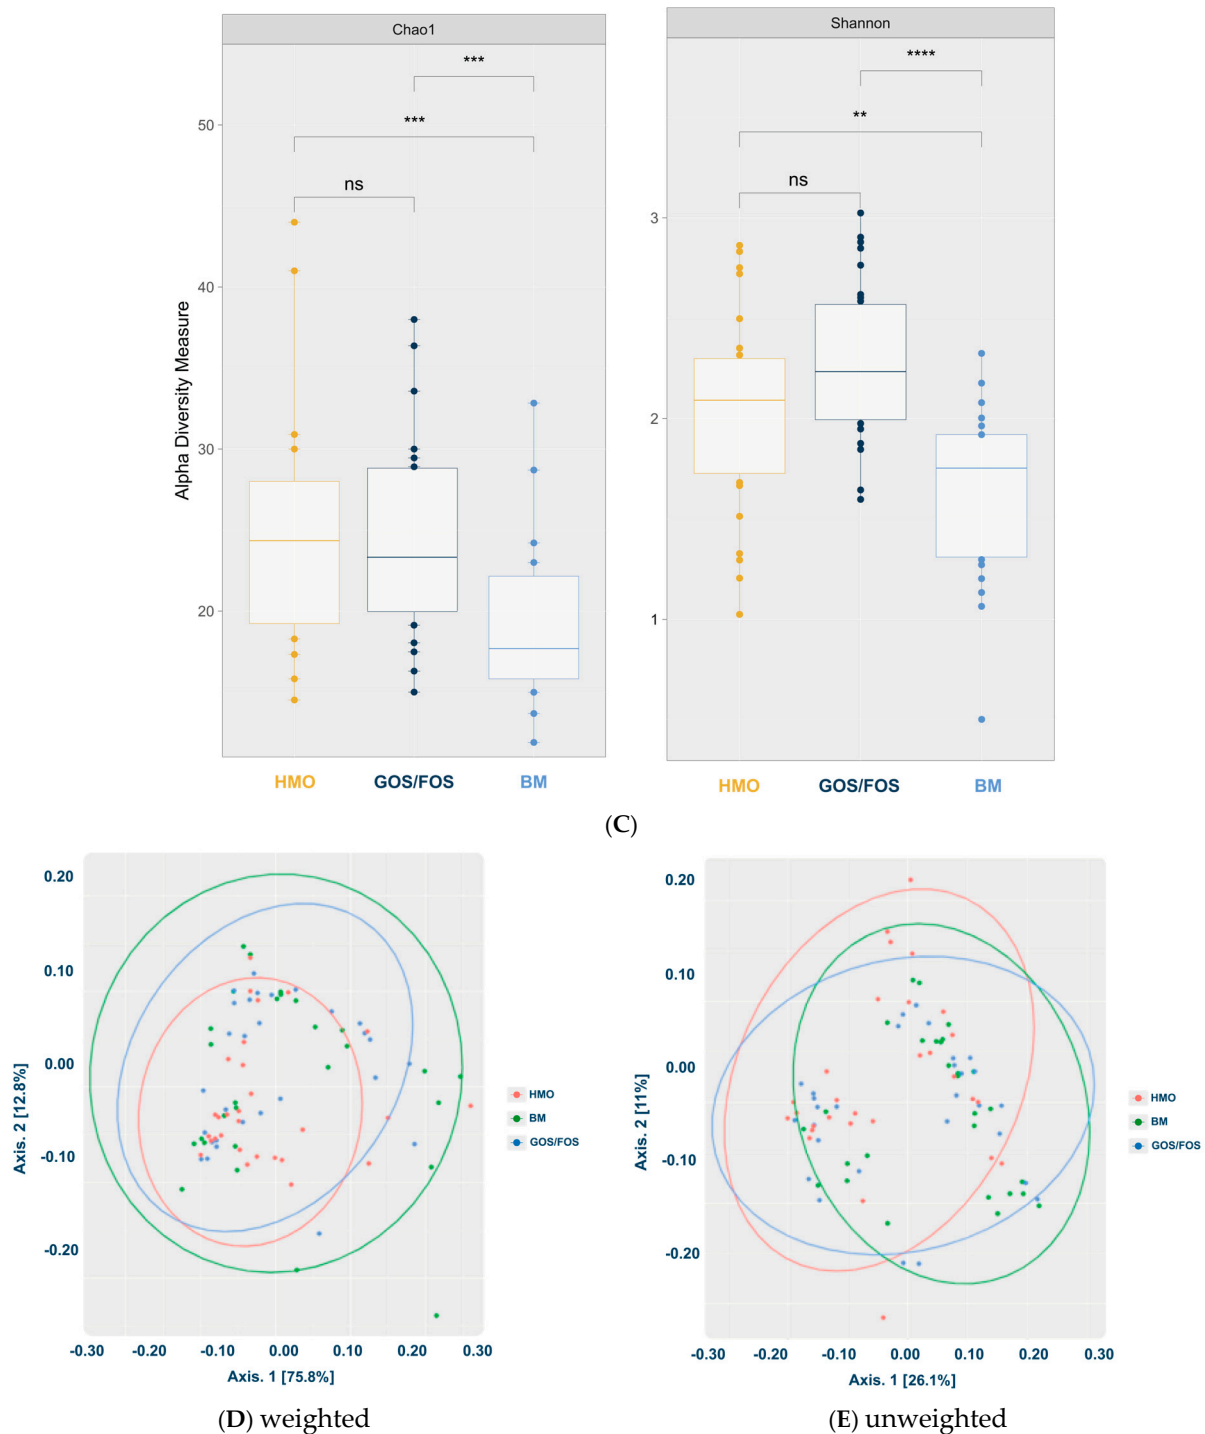 Chao1
Shannon
***
****
***
**
ns
ns
50
40
30
20
3
2
1
Alpha Diversity Measure
HMO GOS/FOS BM
HMO GOS/FOS BM
(C)
0.20
0.10
0.00
-0.10
-0.20
Axis. 2 [12.8%]
-0.30 -0.20 -0.10 0.00 0.10 0.20 0.30
Axis. 1 [75.8%]
HMO
BM
GOS/FOS
(D) weighted
0.20
0.10
0.00
-0.10
-0.20
Axis. 2 [11%]
-0.30 -0.20 -0.10 0.00 0.10 0.20 0.30
Axis. 1 [26.1%]
HMO
BM
GOS/FOS
(E) unweighted